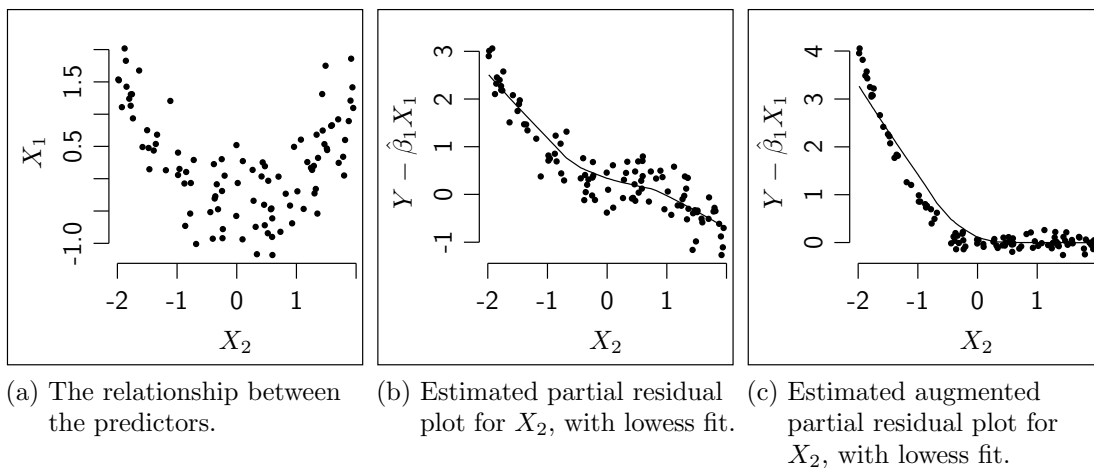 X₁
-1.0
0.5
1.5
-2
-1
0
1
X₂
Y − β̂₁X₁
-1
0
1
2
3
-2
-1
0
1
X₂
Y − β̂₁X₁
0
1
2
3
4
-2
-1
0
1
X₂
(a) The relationship between
the predictors.
(b) Estimated partial residual
plot for X₂, with lowess fit.
(c) Estimated augmented
partial residual plot for
X₂, with lowess fit.